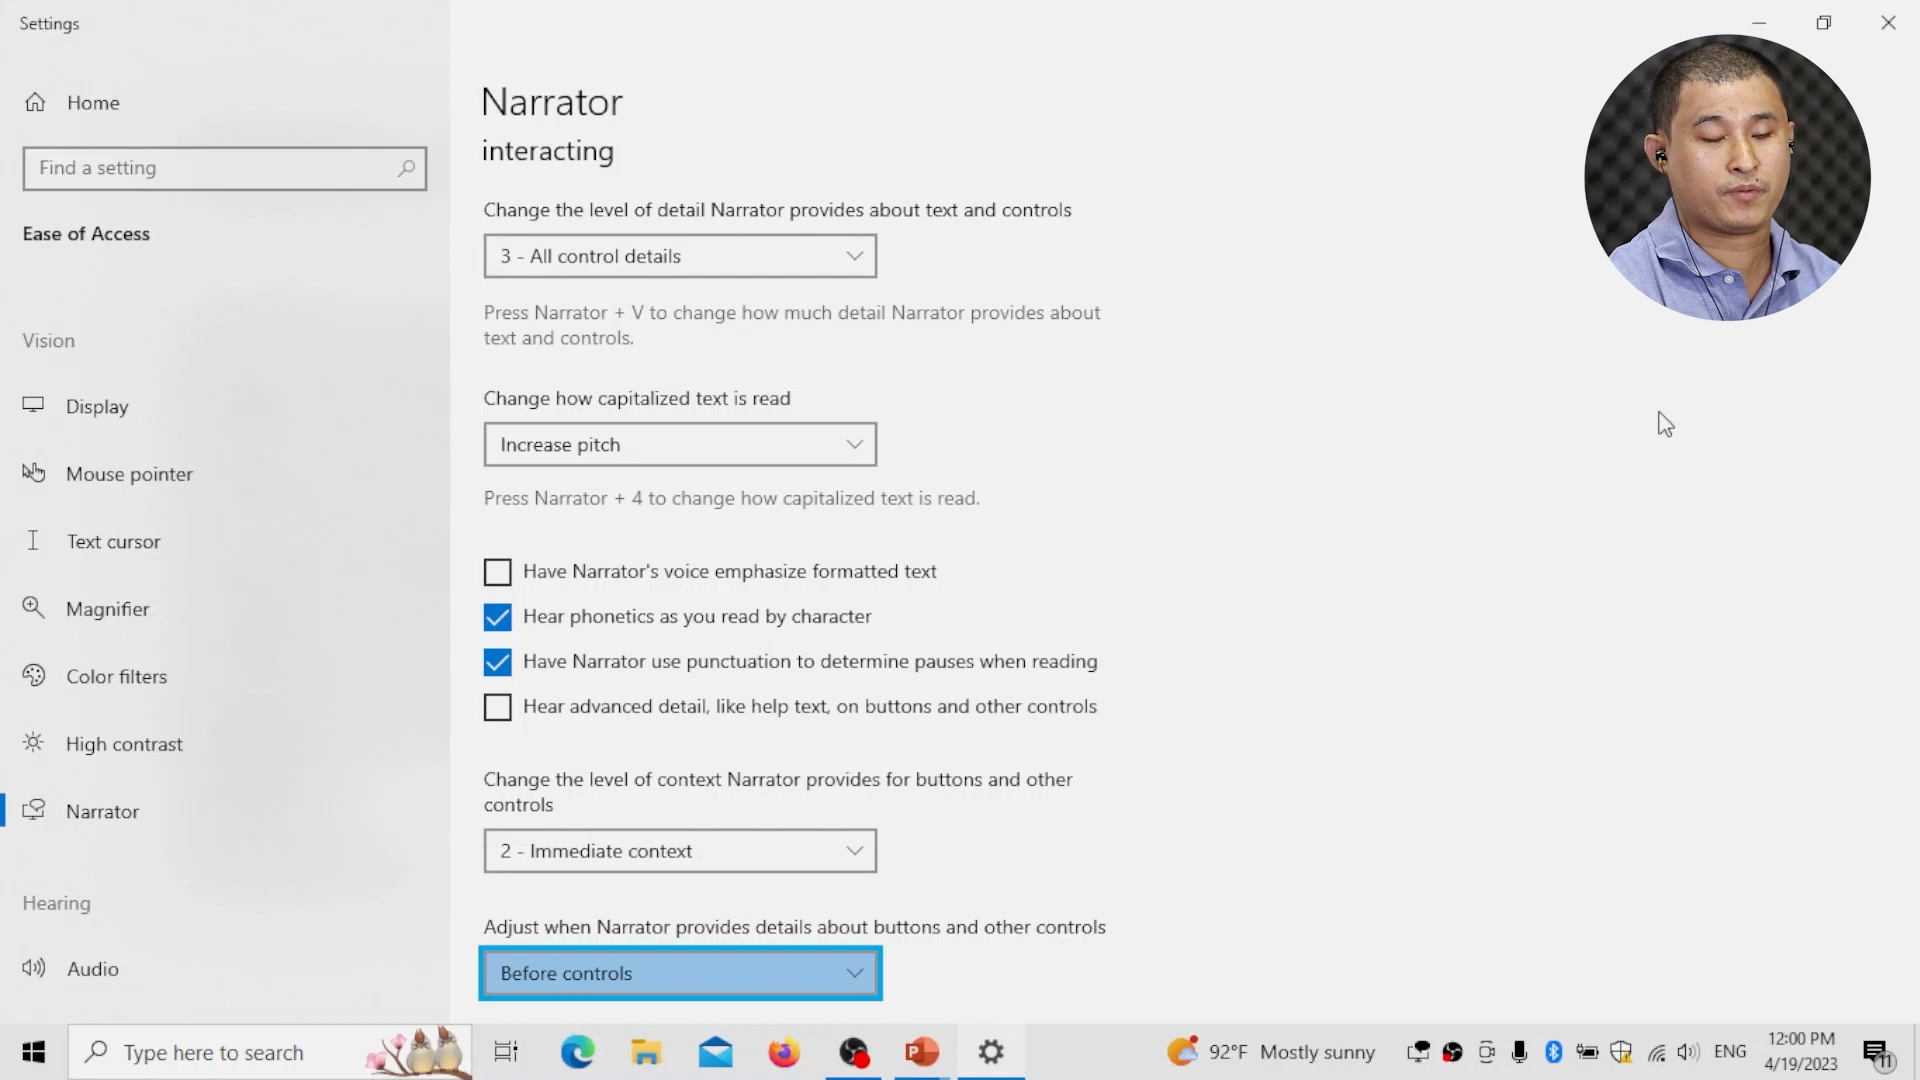 Settings
Home
Find a setting
Ease of Access
Vision
Display
Mouse pointer
Text cursor
Magnifier
Color filters
High contrast
Narrator
Hearing
Audio
Narrator
interacting
Change the level of detail Narrator provides about text and controls
3 - All control details
Press Narrator + V to change how much detail Narrator provides about
text and controls.
Change how capitalized text is read
Increase pitch
Press Narrator + 4 to change how capitalized text is read.
Have Narrator's voice emphasize formatted text
Hear phonetics as you read by character
Have Narrator use punctuation to determine pauses when reading
Hear advanced detail, like help text, on buttons and other controls
Change the level of context Narrator provides for buttons and other
controls
2 - Immediate context
Adjust when Narrator provides details about buttons and other controls
Before controls
Type here to search
92°F Mostly sunny
ENG
12:00 PM
4/19/2023
11